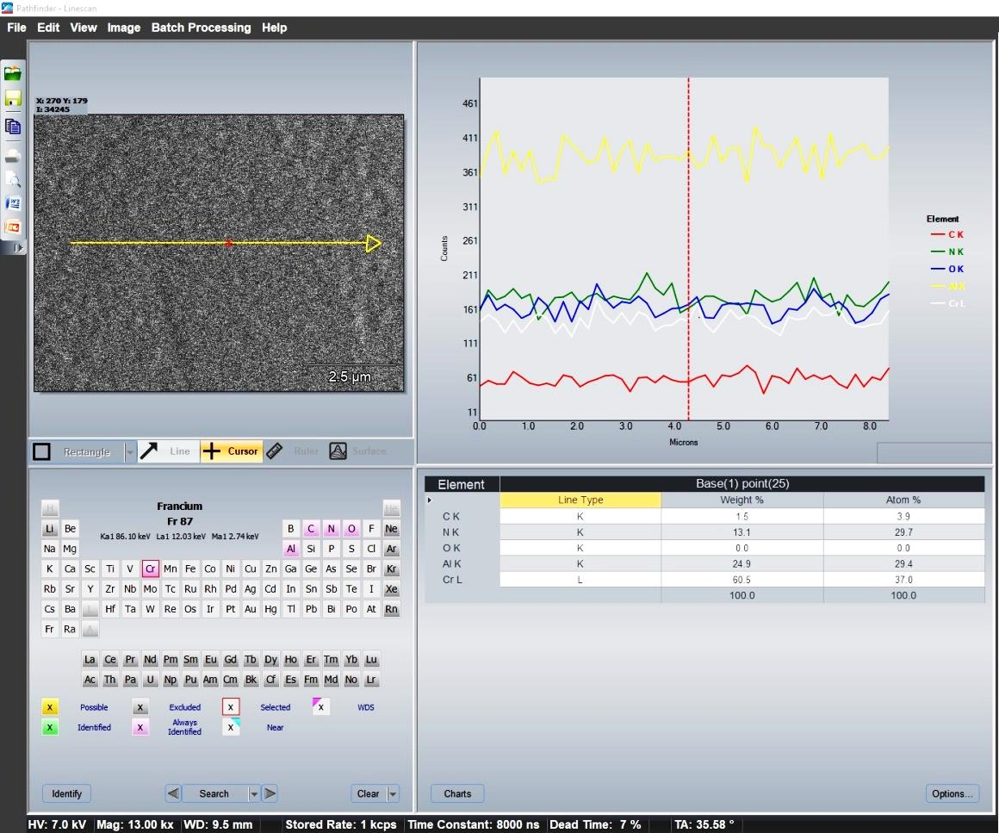 Pathfinder - Linescan
File Edit View Image Batch Processing Help
X: 270 Y: 179
I: 34245
2.5 µm
461
411
361
311
261
211
161
111
61
11
Counts
0.0 1.0 2.0 3.0 4.0 5.0 6.0 7.0 8.0
Microns
Element
C K
N K
O K
Al K
Cr L
Rectangle Line Cursor Ruler Surface
Francium
Fr 87
Ka1 86.10 keV La1 12.03 keV Ma1 2.74 keV
H He
Li Be B C N O F Ne
Na Mg Al Si P S Cl Ar
K Ca Sc Ti V Cr Mn Fe Co Ni Cu Zn Ga Ge As Se Br Kr
Rb Sr Y Zr Nb Mo Tc Ru Rh Pd Ag Cd In Sn Sb Te I Xe
Cs Ba L Hf Ta W Re Os Ir Pt Au Hg Tl Pb Bi Po At Rn
Fr Ra A
La Ce Pr Nd Pm Sm Eu Gd Tb Dy Ho Er Tm Yb Lu
Ac Th Pa U Np Pu Am Cm Bk Cf Es Fm Md No Lr
X Possible X Excluded X Selected X WDS
X Identified X Always Identified X Near
Identify Search Clear
Element Base(1) point(25)
Line Type Weight % Atom %
C K K 1.5 3.9
N K K 13.1 29.7
O K K 0.0 0.0
Al K K 24.9 29.4
Cr L L 60.5 37.0
100.0 100.0
Charts Options...
HV: 7.0 kV Mag: 13.00 kx WD: 9.5 mm Stored Rate: 1 kcps Time Constant: 8000 ns Dead Time: 7 % TA: 35.58 °